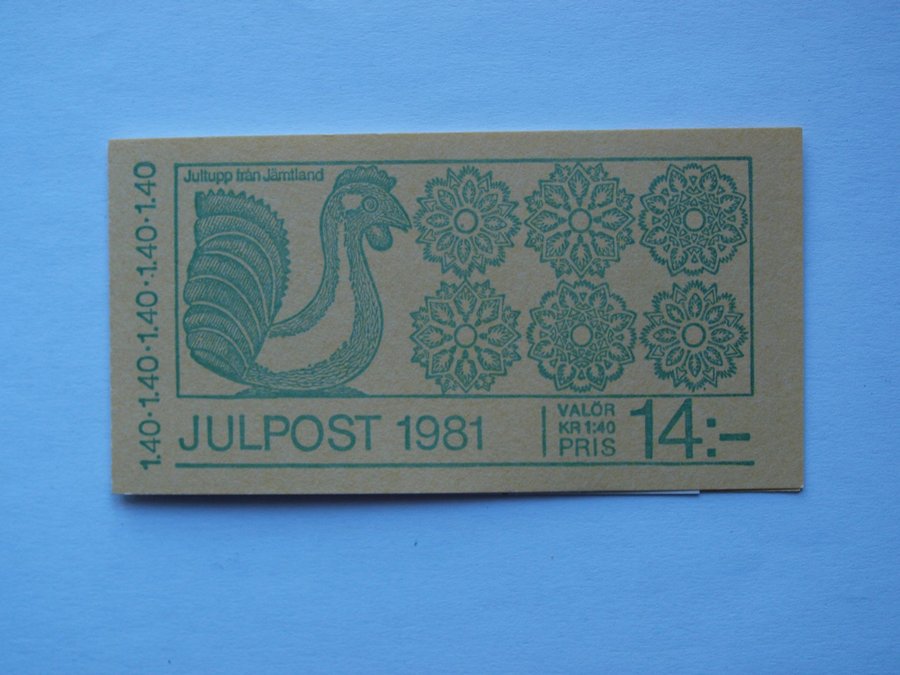 1.40·1.40·1.40·1.40·1.40
Jultupp från Jämtland
JULPOST 1981
VALÖR
KR 1:40
PRIS
14:-